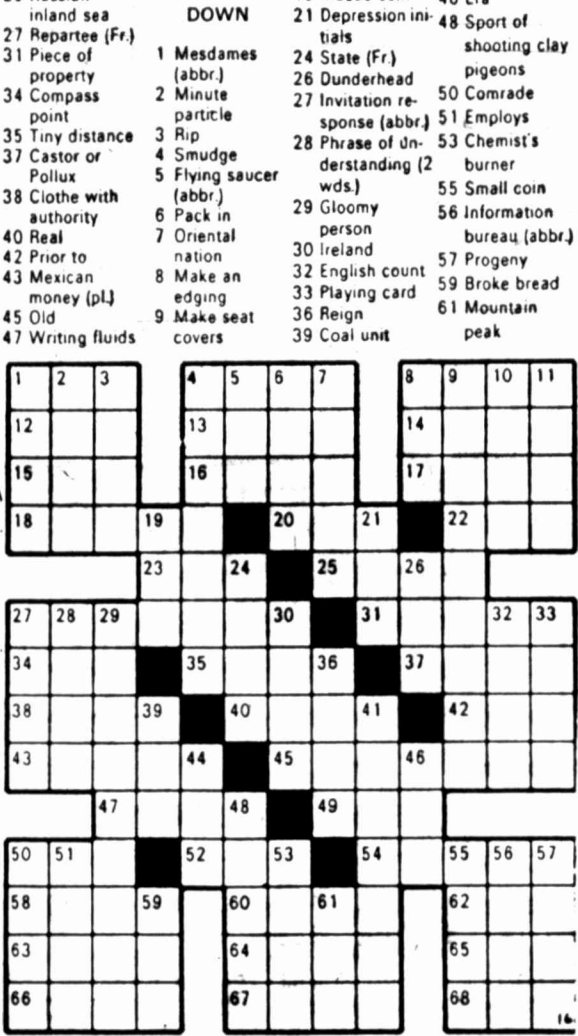 inland sea
27 Repartee (Fr.)
31 Piece of
property
34 Compass
point
35 Tiny distance
37 Castor or
Pollux
38 Clothe with
authority
40 Real
42 Prior to
43 Mexican
money (pl.)
45 Old
47 Writing fluids
DOWN
1 Mesdames
(abbr.)
2 Minute
particle
3 Rip
4 Smudge
5 Flying saucer
(abbr.)
6 Pack in
7 Oriental
nation
8 Make an
edging
9 Make seat
covers
21 Depression ini-
tials
24 State (Fr.)
26 Dunderhead
27 Invitation re-
sponse (abbr.)
28 Phrase of un-
derstanding (2
wds.)
29 Gloomy
person
30 Ireland
32 English count
33 Playing card
36 Reign
39 Coal unit
48 Sport of
shooting clay
pigeons
50 Comrade
51 Employs
53 Chemist's
burner
55 Small coin
56 Information
bureau (abbr.)
57 Progeny
59 Broke bread
61 Mountain
peak
1 2 3 4 5 6 7 8 9 10 11
12 13 14
15 16 17
18 19 20 21 22
23 24 25 26
27 28 29 30 31 32 33
34 35 36 37
38 39 40 41 42
43 44 45 46
47 48 49
50 51 52 53 54 55 56 57
58 59 60 61 62
63 64 65
66 67 68
16